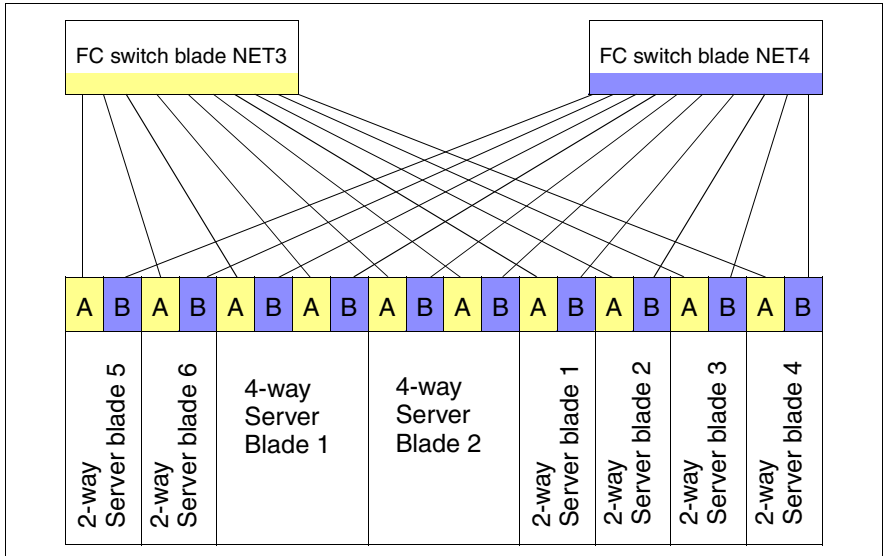 FC switch blade NET3
FC switch blade NET4
A B A B A B A B A B A B A B A B A B A B
2-way
Server blade 5
2-way
Server blade 6
4-way
Server
Blade 1
4-way
Server
Blade 2
2-way
Server blade 1
2-way
Server blade 2
2-way
Server blade 3
2-way
Server blade 4